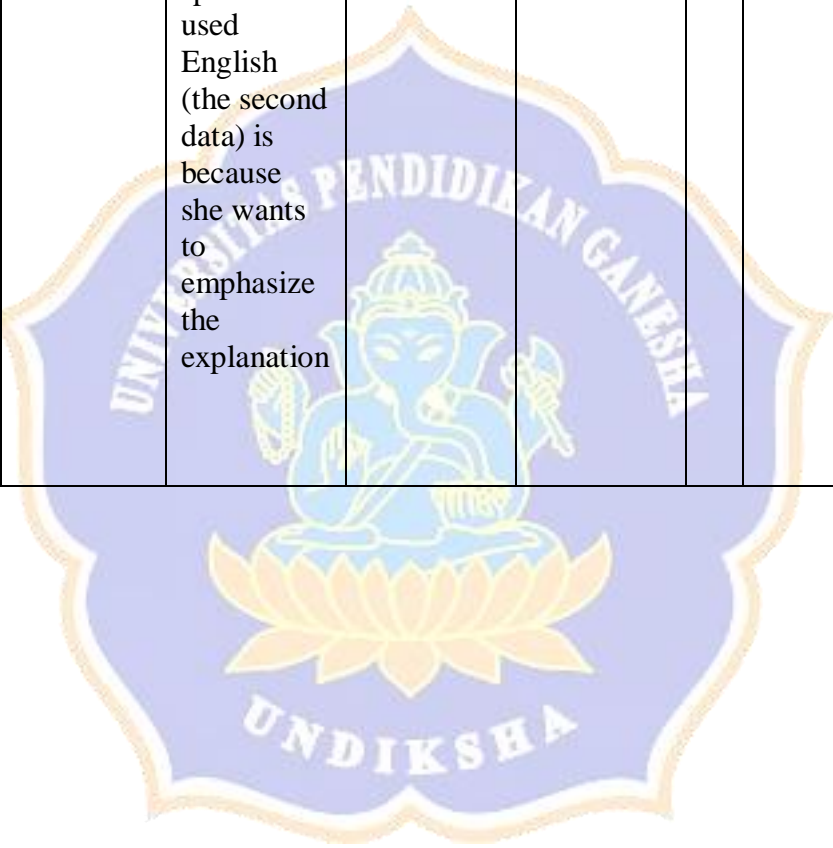 used
English
(the second
data) is
because
she wants
to
emphasize
the
explanation
UNIVERSITAS PENDIDIKAN GANESHA
UNDIKSHA